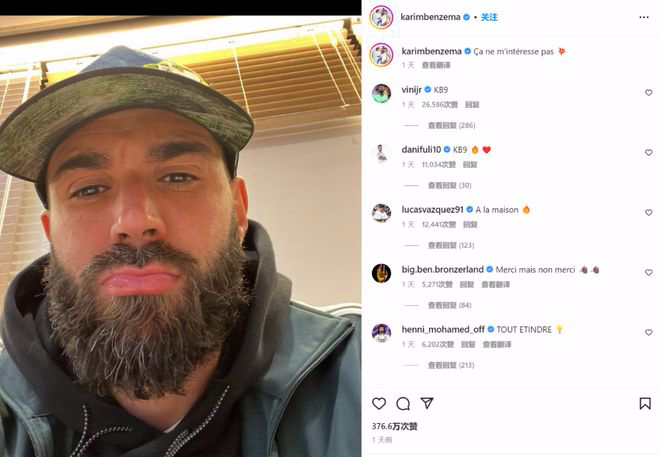 karimbenzema • 关注
karimbenzema Ça ne m'intéresse pas
1 天 查看翻译
vinijr KB9
1 天 26,586次赞 回复
查看回复 (286)
danifuli10 KB9
1 天 11,034次赞 回复
查看回复 (30)
lucasvazquez91 A la maison
1 天 12,441次赞 回复
查看回复 (123)
big.ben.bronzerland Merci mais non merci
1 天 5,271次赞 回复 查看翻译
查看回复 (84)
henni_mohamed_off TOUT ETINDRE
1 天 6,202次赞 回复 查看翻译
查看回复 (213)
376.6万次赞
1 天前